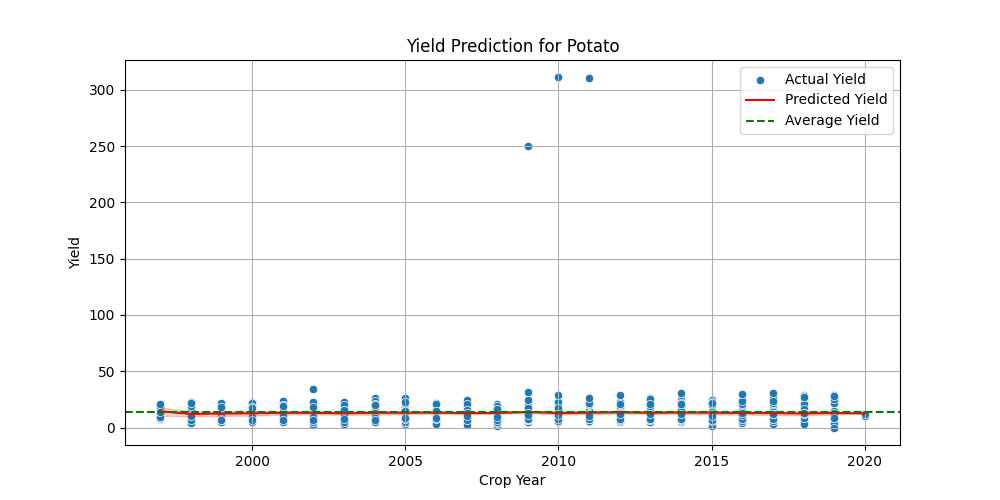 Yield Prediction for Potato
Actual Yield
Predicted Yield
Average Yield
300
250
200
150
100
50
0
Yield
2000 2005 2010 2015 2020
Crop Year